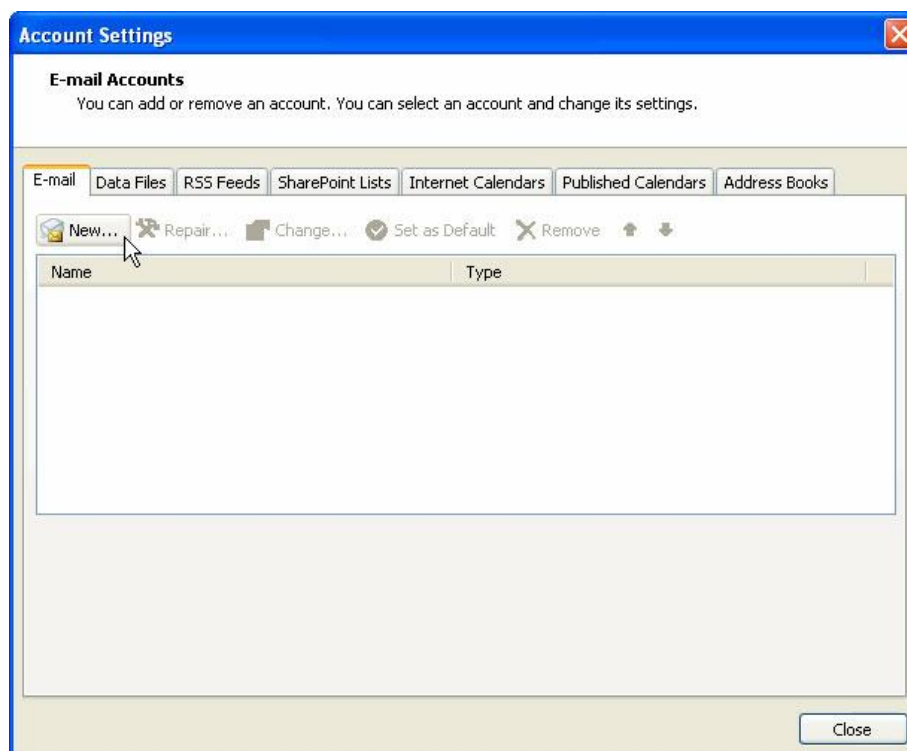 Account Settings
E-mail Accounts
You can add or remove an account. You can select an account and change its settings.
E-mail Data Files RSS Feeds SharePoint Lists Internet Calendars Published Calendars Address Books
New... Repair... Change... Set as Default Remove
Name Type
Close